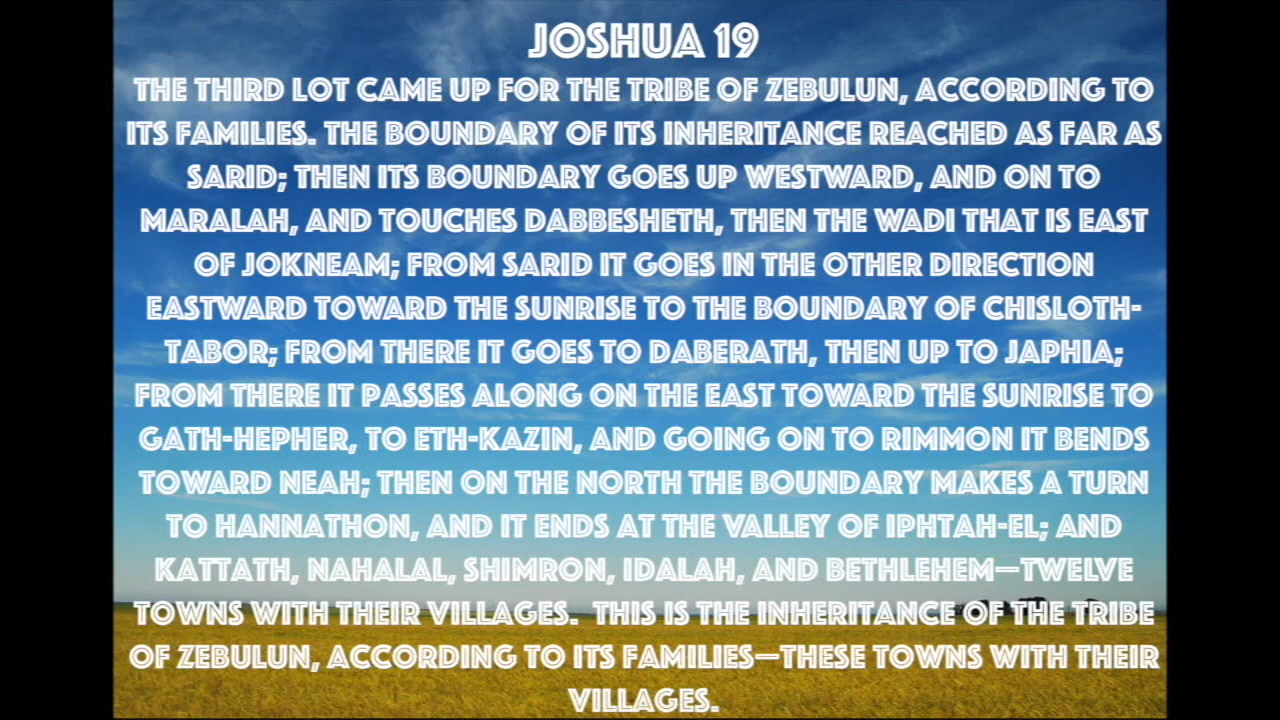 JOSHUA 19
THE THIRD LOT CAME UP FOR THE TRIBE OF ZEBULUN, ACCORDING TO
ITS FAMILIES. THE BOUNDARY OF ITS INHERITANCE REACHED AS FAR AS
SARID; THEN ITS BOUNDARY GOES UP WESTWARD, AND ON TO
MARALAH, AND TOUCHES DABBESHETH, THEN THE WADI THAT IS EAST
OF JOKNEAM; FROM SARID IT GOES IN THE OTHER DIRECTION
EASTWARD TOWARD THE SUNRISE TO THE BOUNDARY OF CHISLOTH-
TABOR; FROM THERE IT GOES TO DABERATH, THEN UP TO JAPHIA;
FROM THERE IT PASSES ALONG ON THE EAST TOWARD THE SUNRISE TO
GATH-HEPHER, TO ETH-KAZIN, AND GOING ON TO RIMMON IT BENDS
TOWARD NEAH; THEN ON THE NORTH THE BOUNDARY MAKES A TURN
TO HANNATHON, AND IT ENDS AT THE VALLEY OF IPHTAH-EL; AND
KATTATH, NAHALAL, SHIMRON, IDALAH, AND BETHLEHEM—TWELVE
TOWNS WITH THEIR VILLAGES. THIS IS THE INHERITANCE OF THE TRIBE
OF ZEBULUN, ACCORDING TO ITS FAMILIES—THESE TOWNS WITH THEIR
VILLAGES.